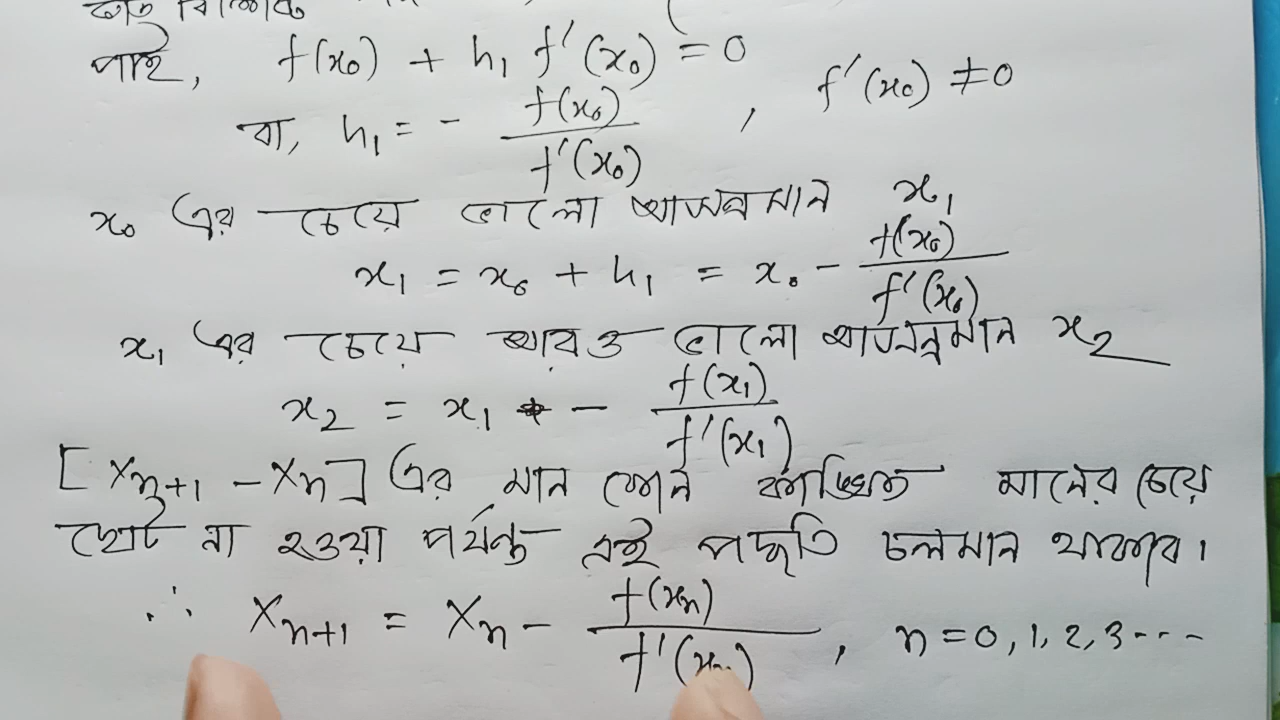 পাই, f(x₀) + h₁ f′(x₀) = 0
বা, h₁ = - f(x₀) / f′(x₀) , f′(x₀) ≠ 0
x₀ এর চেয়ে ভালো আসন্নমান x₁
x₁ = x₀ + h₁ = x₀ - f(x₀) / f′(x₀)
x₁ এর চেয়ে আরও ভালো আসন্নমান x₂
x₂ = x₁ - f(x₁) / f′(x₁)
[xₙ₊₁ - xₙ] এর মান কোন কাঙ্ক্ষিত মানের চেয়ে
ছোট না হওয়া পর্যন্ত এই পদ্ধতি চলমান থাকবে।
∴ xₙ₊₁ = xₙ - f(xₙ) / f′(xₙ) , n = 0, 1, 2, 3 ---